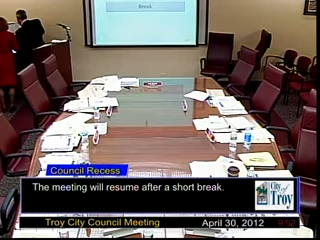 Break
Council Recess
The meeting will resume after a short break.
City of
Troy
Troy City Council Meeting
April 30, 2012